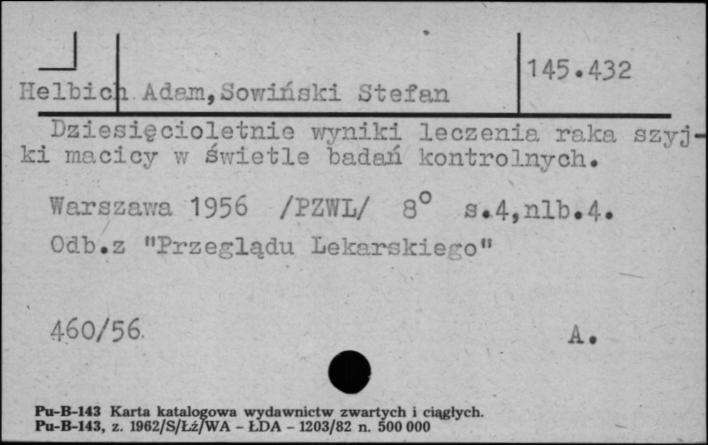 145.432
Helbich Adam,Sowiński Stefan
Dziesięcioletnie wyniki leczenia raka szyj-
ki macicy w świetle badań kontrolnych.
Warszawa 1956 /PZWL/ 8° s.4,nlb.4.
Odb.z "Przeglądu Lekarskiego"
460/56. A.
Pu-B-143 Karta katalogowa wydawnictw zwartych i ciągłych.
Pu-B-143, z. 1962/S/Łź/WA - ŁDA - 1203/82 n. 500 000